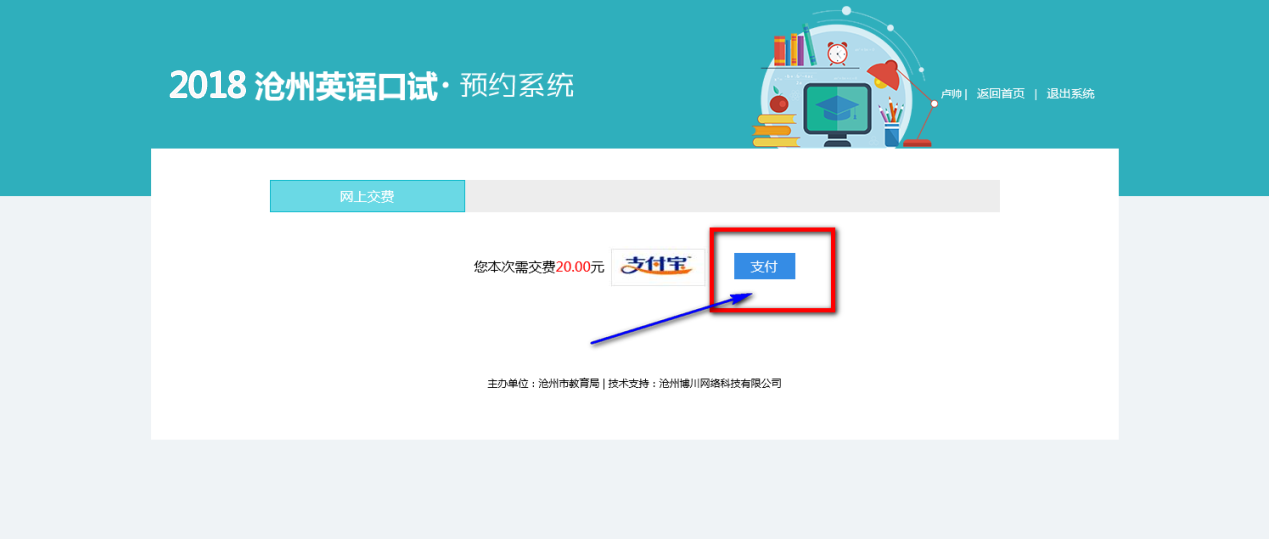 2018 沧州英语口试·预约系统
卢帅 | 返回首页 | 退出系统
网上交费
您本次需交费20.00元 支付宝 支付
主办单位：沧州市教育局 | 技术支持：沧州博川网络科技有限公司